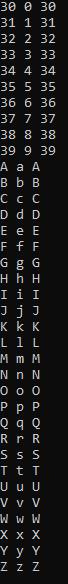 30 0 30
31 1 31
32 2 32
33 3 33
34 4 34
35 5 35
36 6 36
37 7 37
38 8 38
39 9 39
A a A
B b B
C c C
D d D
E e E
F f F
G g G
H h H
I i I
J j J
K k K
L l L
M m M
N n N
O o O
P p P
Q q Q
R r R
S s S
T t T
U u U
V v V
W w W
X x X
Y y Y
Z z Z